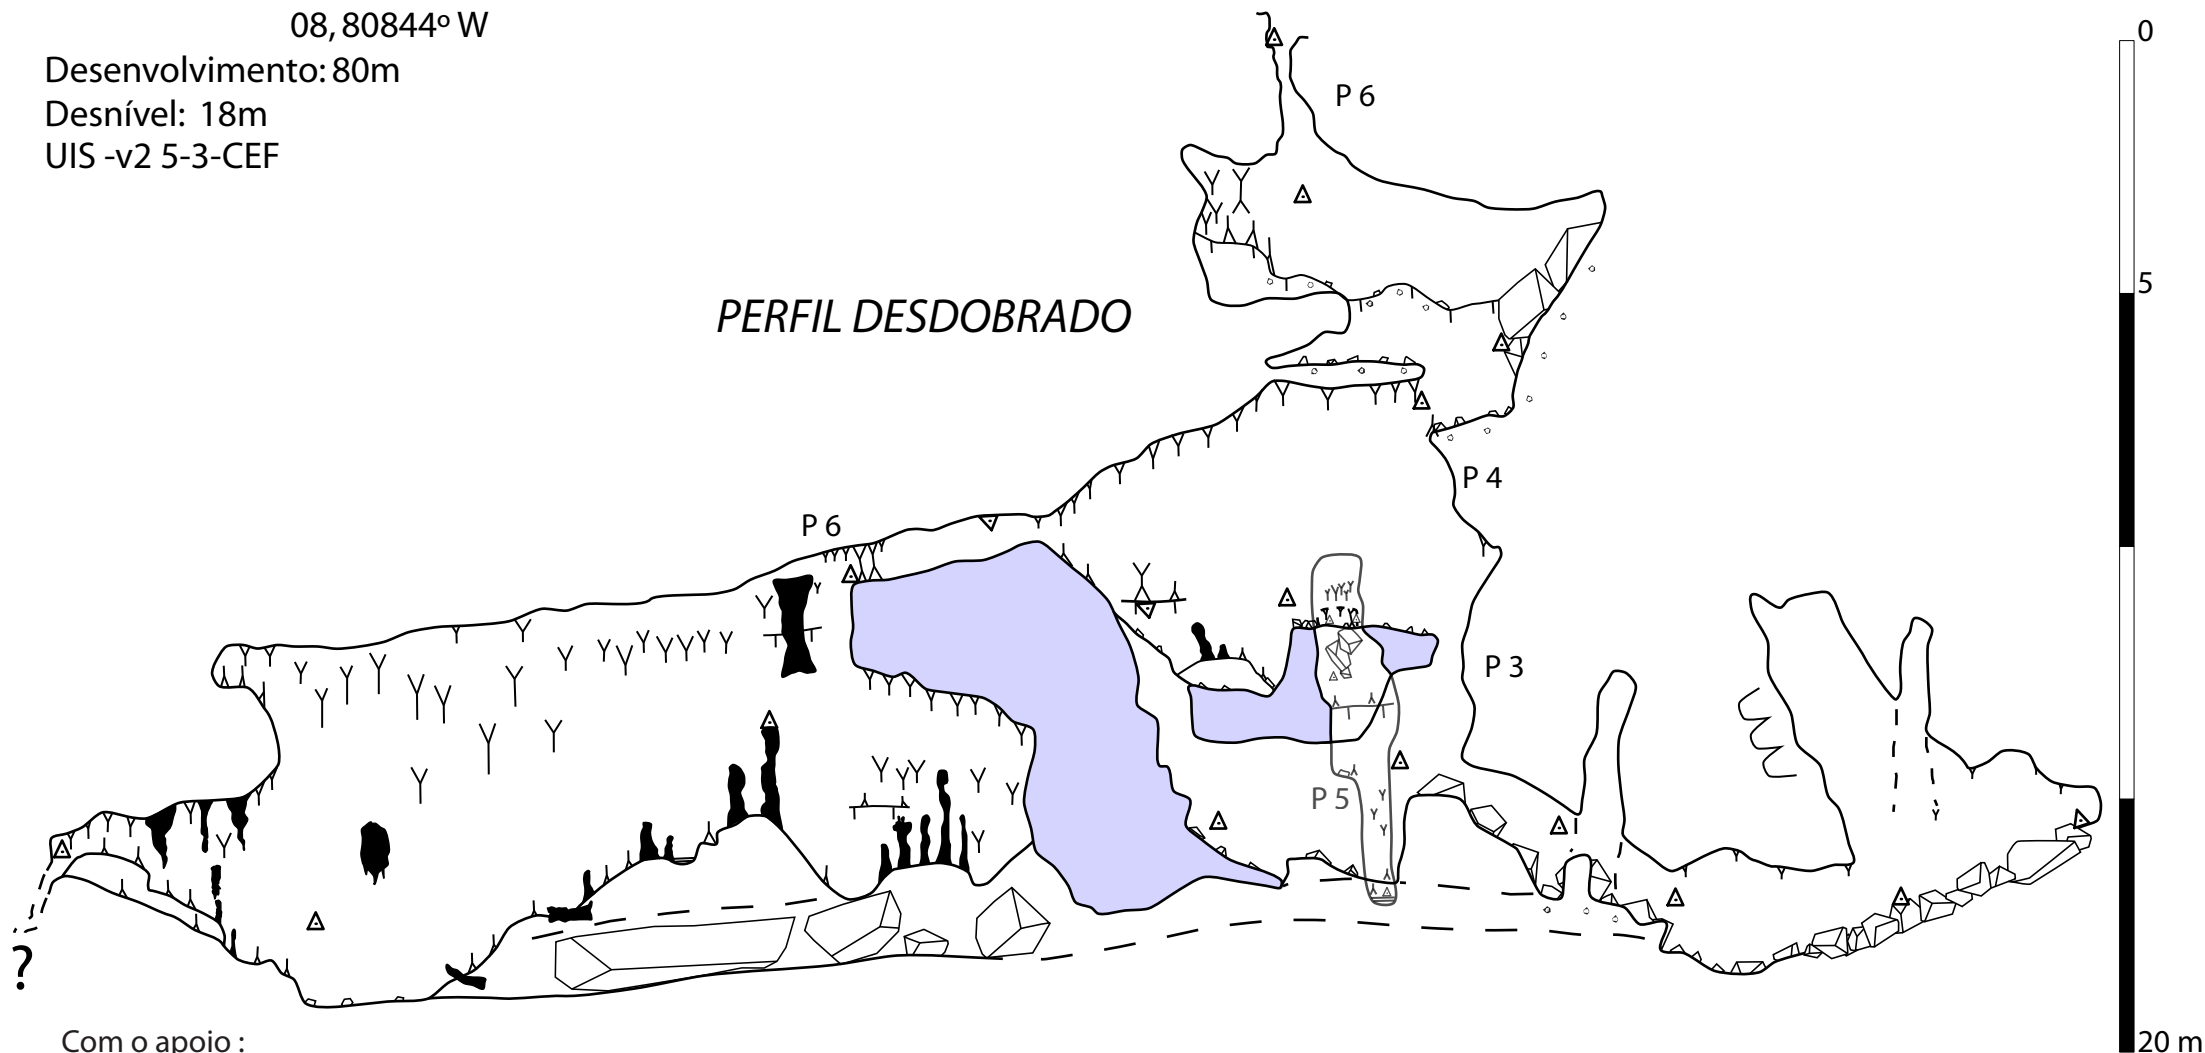 08,80844º W
Desenvolvimento: 80m
Desnível: 18m
UIS -v2 5-3-CEF
0
P 6
5
PERFIL DESDOBRADO
P 4
P 6
P 3
P 5
?
Com o apoio :
20 m